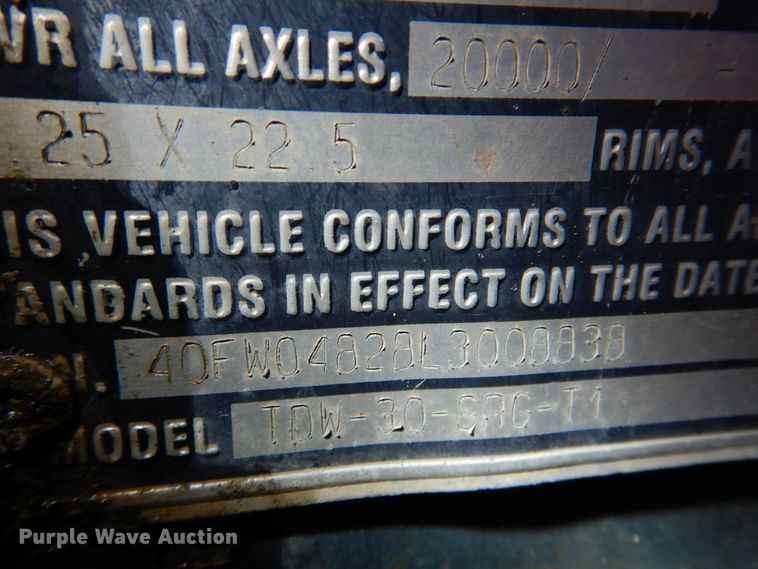 WR ALL AXLES, 20000/ -
25 X 22 5 RIMS, A
IS VEHICLE CONFORMS TO ALL A
ANDARDS IN EFFECT ON THE DATE
N. 40FW04828L3008838
MODEL TDW-30-SRG-T1
Purple Wave Auction